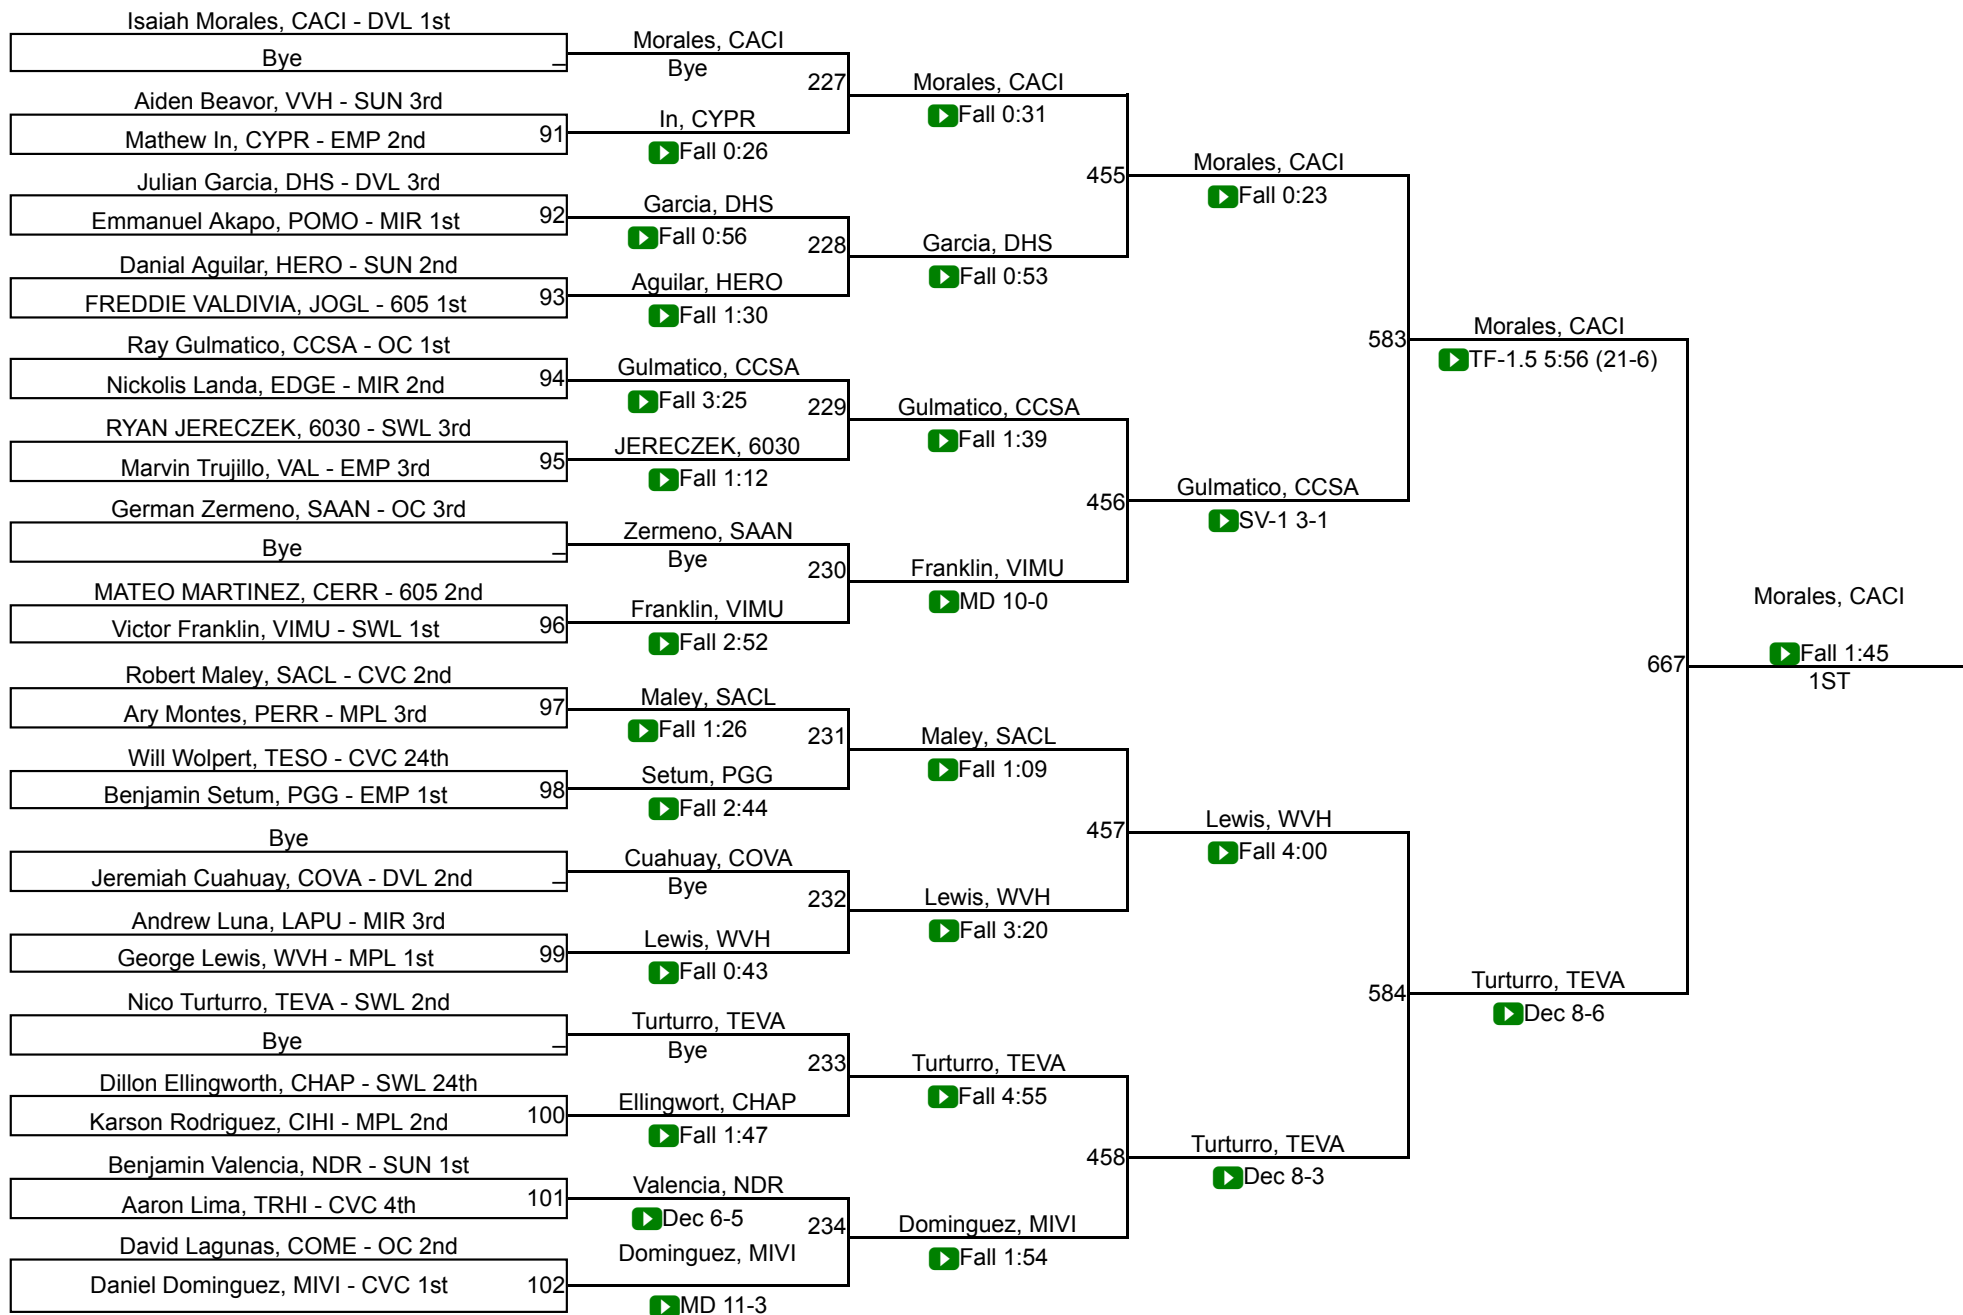 Isaiah Morales, CACI - DVL 1st
Bye
Aiden Beavor, VVH - SUN 3rd
Mathew In, CYPR - EMP 2nd
91
Julian Garcia, DHS - DVL 3rd
Emmanuel Akapo, POMO - MIR 1st
92
Danial Aguilar, HERO - SUN 2nd
FREDDIE VALDIVIA, JOGL - 605 1st
93
Ray Gulmatico, CCSA - OC 1st
Nickolis Landa, EDGE - MIR 2nd
94
RYAN JERECZEK, 6030 - SWL 3rd
Marvin Trujillo, VAL - EMP 3rd
95
German Zermeno, SAAN - OC 3rd
Bye
MATEO MARTINEZ, CERR - 605 2nd
Victor Franklin, VIMU - SWL 1st
96
Robert Maley, SACL - CVC 2nd
Ary Montes, PERR - MPL 3rd
97
Will Wolpert, TESO - CVC 24th
Benjamin Setum, PGG - EMP 1st
98
Bye
Jeremiah Cuahuay, COVA - DVL 2nd
Andrew Luna, LAPU - MIR 3rd
George Lewis, WVH - MPL 1st
99
Nico Turturro, TEVA - SWL 2nd
Bye
Dillon Ellingworth, CHAP - SWL 24th
Karson Rodriguez, CIHI - MPL 2nd
100
Benjamin Valencia, NDR - SUN 1st
Aaron Lima, TRHI - CVC 4th
101
David Lagunas, COME - OC 2nd
Daniel Dominguez, MIVI - CVC 1st
102
Morales, CACI
Bye
227
In, CYPR
Fall 0:26
Garcia, DHS
Fall 0:56
228
Aguilar, HERO
Fall 1:30
Gulmatico, CCSA
Fall 3:25
229
JERECZEK, 6030
Fall 1:12
Zermeno, SAAN
Bye
230
Franklin, VIMU
Fall 2:52
Maley, SACL
Fall 1:26
231
Setum, PGG
Fall 2:44
Cuahuay, COVA
Bye
232
Lewis, WVH
Fall 0:43
Turturro, TEVA
Bye
233
Ellingwort, CHAP
Fall 1:47
Valencia, NDR
Dec 6-5
234
Dominguez, MIVI
MD 11-3
Morales, CACI
Fall 0:31
455
Garcia, DHS
Fall 0:53
Gulmatico, CCSA
Fall 1:39
456
Franklin, VIMU
MD 10-0
Maley, SACL
Fall 1:09
457
Lewis, WVH
Fall 3:20
Turturro, TEVA
Fall 4:55
458
Dominguez, MIVI
Fall 1:54
Morales, CACI
Fall 0:23
583
Gulmatico, CCSA
SV-1 3-1
Lewis, WVH
Fall 4:00
584
Turturro, TEVA
Dec 8-3
Morales, CACI
TF-1.5 5:56 (21-6)
667
Turturro, TEVA
Dec 8-6
Morales, CACI
Fall 1:45
1ST